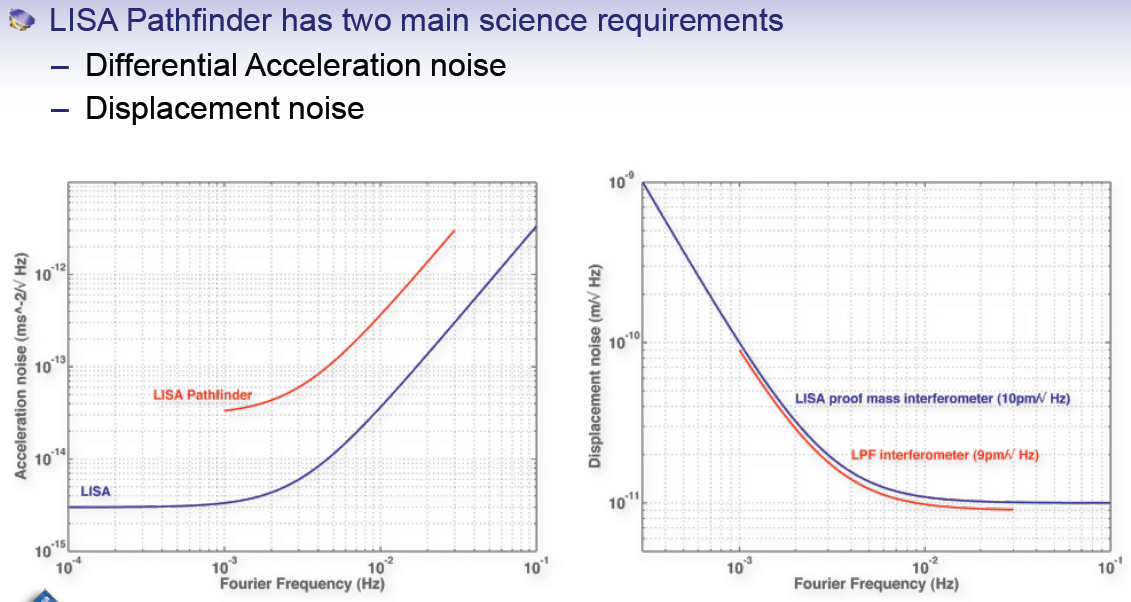 LISA Pathfinder has two main science requirements
– Differential Acceleration noise
– Displacement noise
Acceleration noise (ms^-2/√ Hz)
10^-12
10^-13
10^-14
10^-15
LISA Pathfinder
LISA
10^-4
10^-3
10^-2
10^-1
Fourier Frequency (Hz)
Displacement noise (m/√ Hz)
10^-9
10^-10
10^-11
LISA proof mass interferometer (10pm/√ Hz)
LPF interferometer (9pm/√ Hz)
10^-3
10^-2
10^-1
Fourier Frequency (Hz)